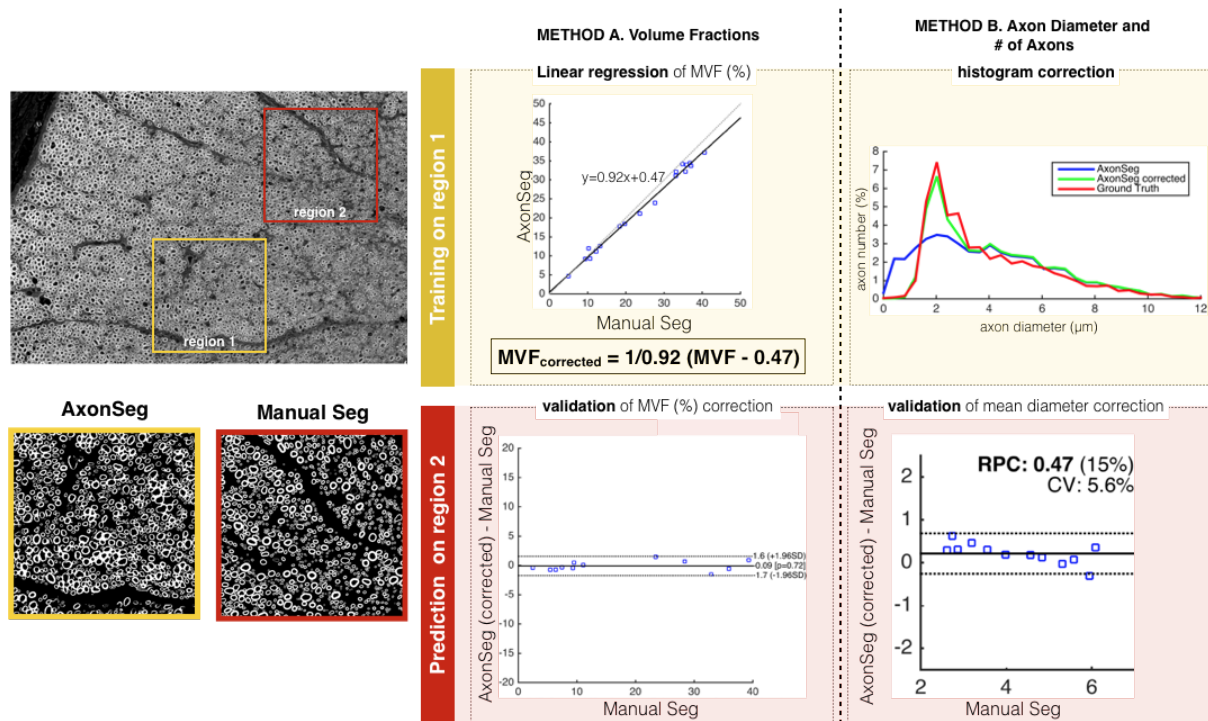 METHOD A. Volume Fractions
METHOD B. Axon Diameter and
# of Axons
region 2
region 1
AxonSeg
Manual Seg
Training on region 1
Linear regression of MVF (%)
50
45
40
35
30
25
20
15
10
5
0
AxonSeg
y=0.92x+0.47
0 10 20 30 40 50
Manual Seg
MVFcorrected = 1/0.92 (MVF - 0.47)
histogram correction
8
7
6
5
4
3
2
1
0
axon number (%)
AxonSeg
AxonSeg corrected
Ground Truth
0 2 4 6 8 10 12
axon diameter (µm)
Prediction on region 2
validation of MVF (%) correction
20
15
10
5
0
-5
-10
-15
-20
AxonSeg (corrected) - Manual Seg
1.6 (+1.96SD)
0.09 [p=0.72]
1.7 (-1.96SD)
0 10 20 30 40
Manual Seg
validation of mean diameter correction
RPC: 0.47 (15%)
CV: 5.6%
2
1
0
-1
-2
AxonSeg (corrected) - Manual Seg
2 4 6
Manual Seg